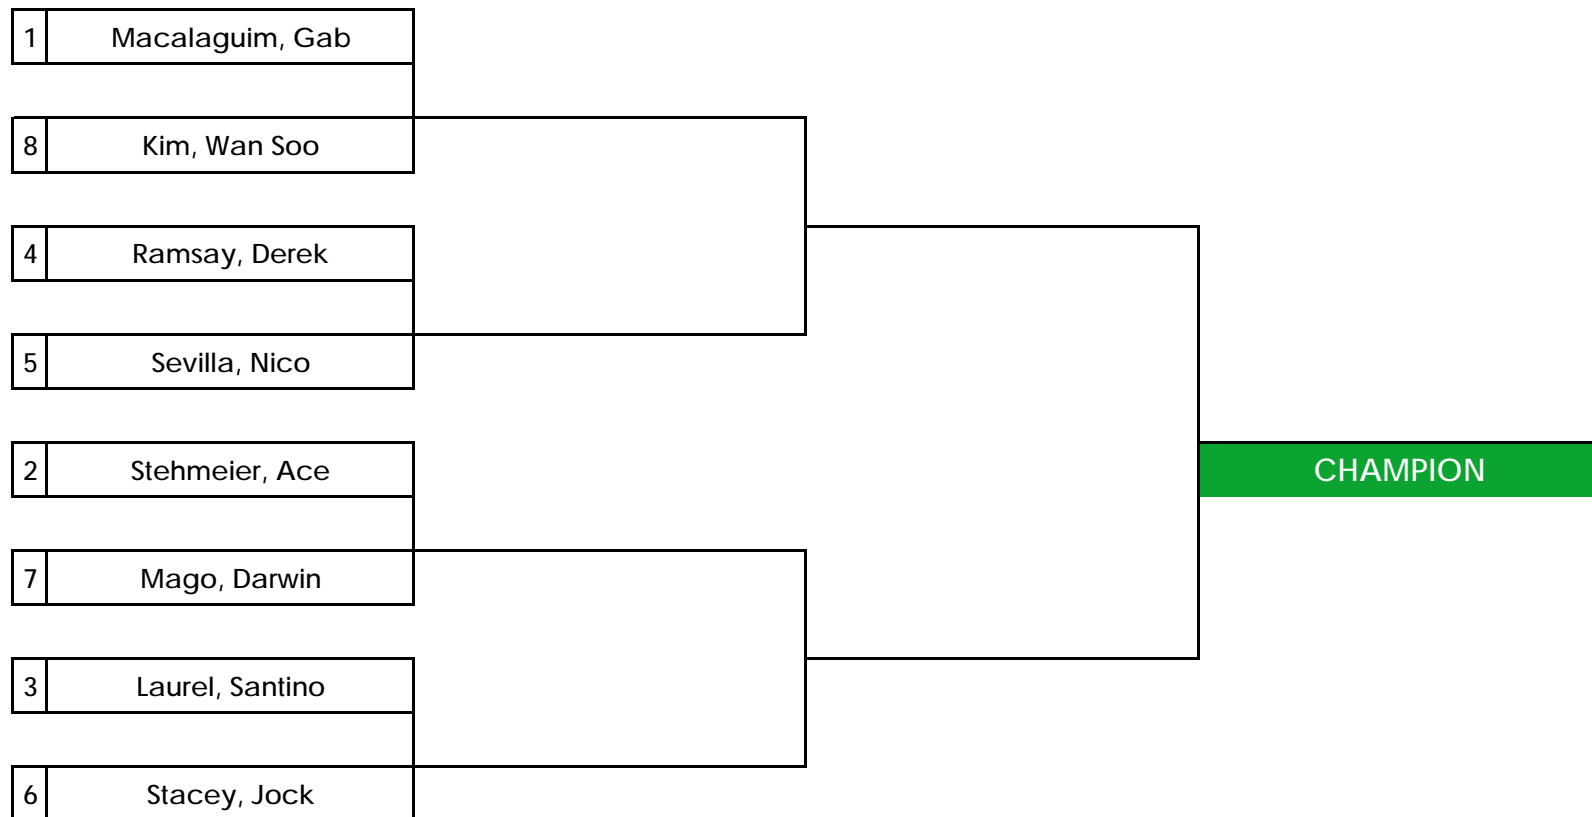 1 Macalaguim, Gab
8 Kim, Wan Soo
4 Ramsay, Derek
5 Sevilla, Nico
2 Stehmeier, Ace
CHAMPION
7 Mago, Darwin
3 Laurel, Santino
6 Stacey, Jock